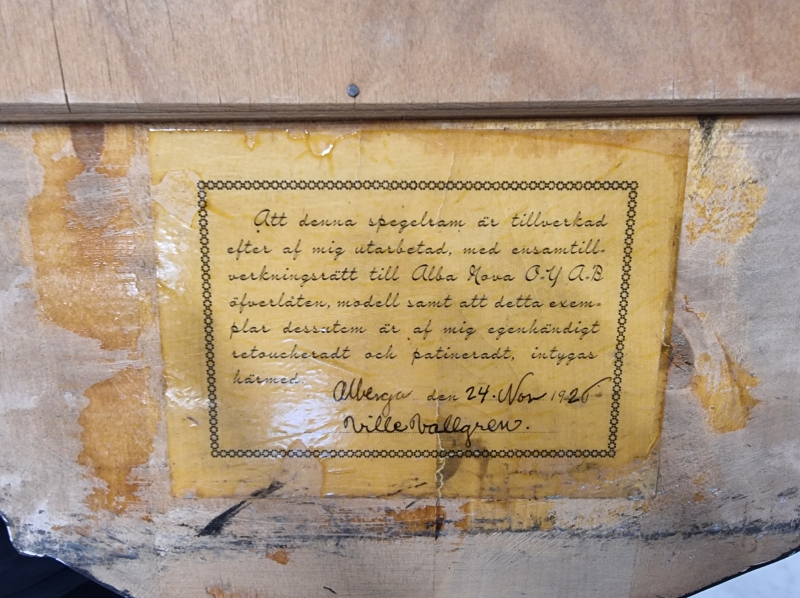 Att denna spegelram är tillverkad
efter af mig utarbetad, med ensamtill-
verkningsrätt till Alba Nova O-Y A-B
öfverlåten, modell samt att detta exem-
plar dessutom är af mig egenhändigt
retoucheradt och patineradt, intygas
härmed.
Alberga den 24. Nov 1926
Ville Vallgren.